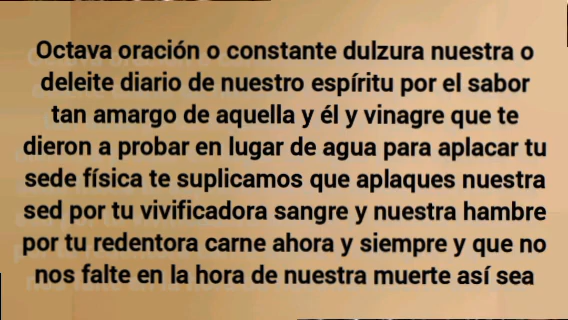 Octava oración o constante dulzura nuestra o
deleite diario de nuestro espíritu por el sabor
tan amargo de aquella y él y vinagre que te
dieron a probar en lugar de agua para aplacar tu
sede física te suplicamos que aplaques nuestra
sed por tu vivificadora sangre y nuestra hambre
por tu redentora carne ahora y siempre y que no
nos falte en la hora de nuestra muerte así sea